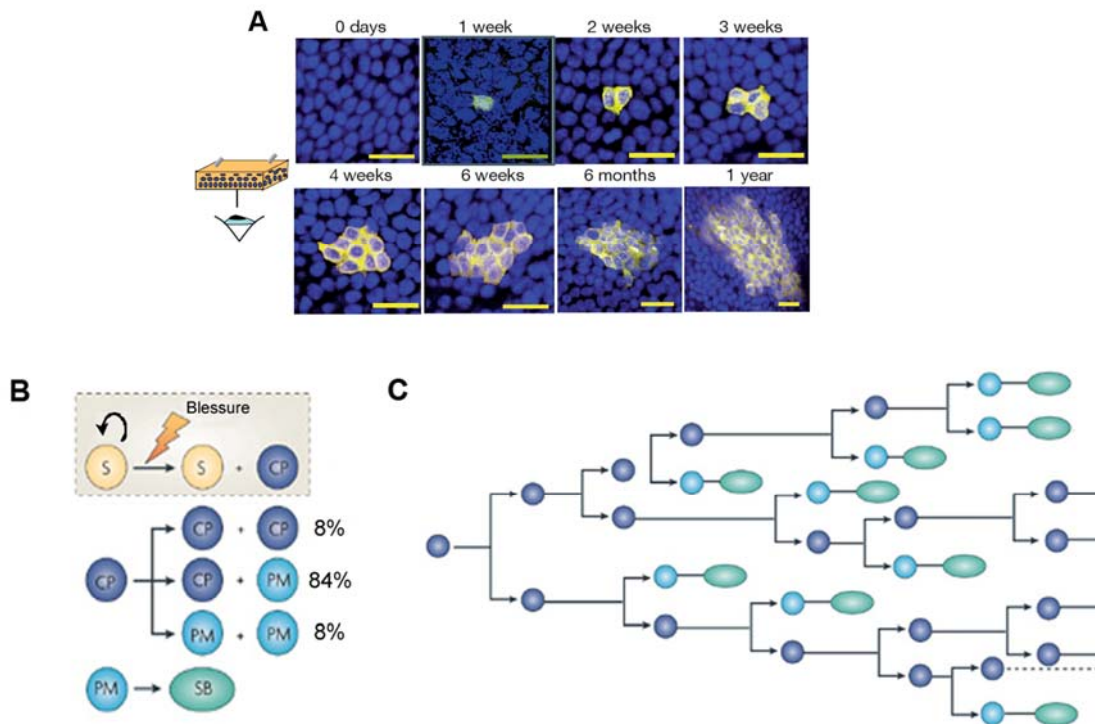 A
0 days 1 week 2 weeks 3 weeks
4 weeks 6 weeks 6 months 1 year
B
Blessure
S S + CP
CP + CP 8%
CP CP + PM 84%
PM + PM 8%
PM SB
C